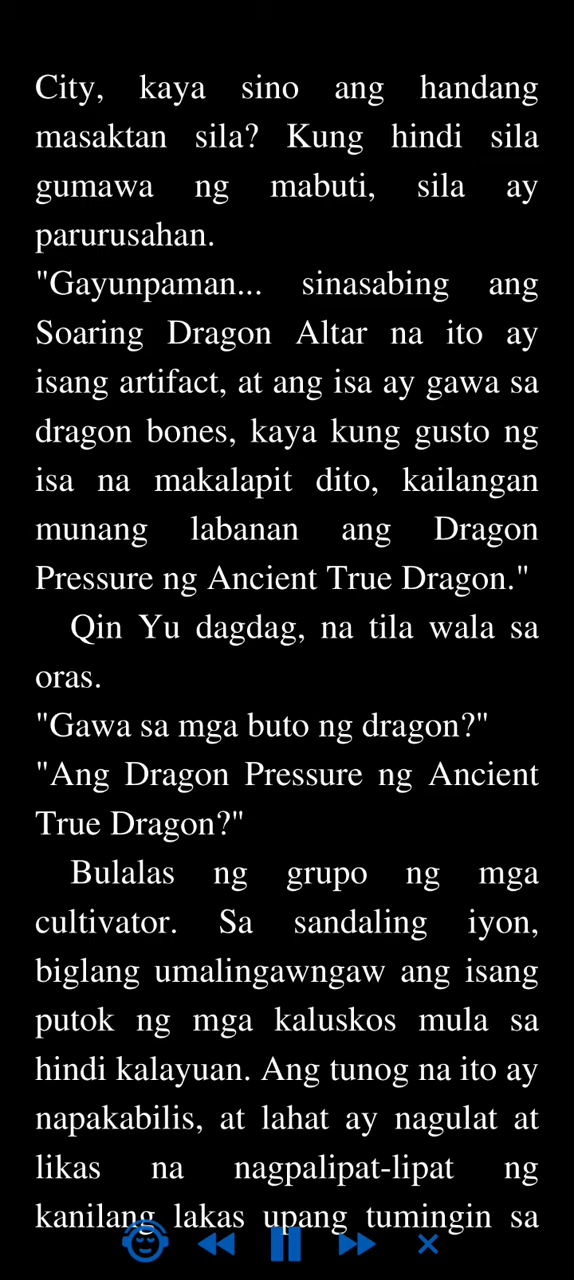 City, kaya sino ang handang
masaktan sila? Kung hindi sila
gumawa ng mabuti, sila ay
parurusahan.
"Gayunpaman... sinasabing ang
Soaring Dragon Altar na ito ay
isang artifact, at ang isa ay gawa sa
dragon bones, kaya kung gusto ng
isa na makalapit dito, kailangan
munang labanan ang Dragon
Pressure ng Ancient True Dragon."
Qin Yu dagdag, na tila wala sa
oras.
"Gawa sa mga buto ng dragon?"
"Ang Dragon Pressure ng Ancient
True Dragon?"
Bulalas ng grupo ng mga
cultivator. Sa sandaling iyon,
biglang umalingawngaw ang isang
putok ng mga kaluskos mula sa
hindi kalayuan. Ang tunog na ito ay
napakabilis, at lahat ay nagulat at
likas na nagpalipat-lipat ng
kanilang lakas upang tumingin sa